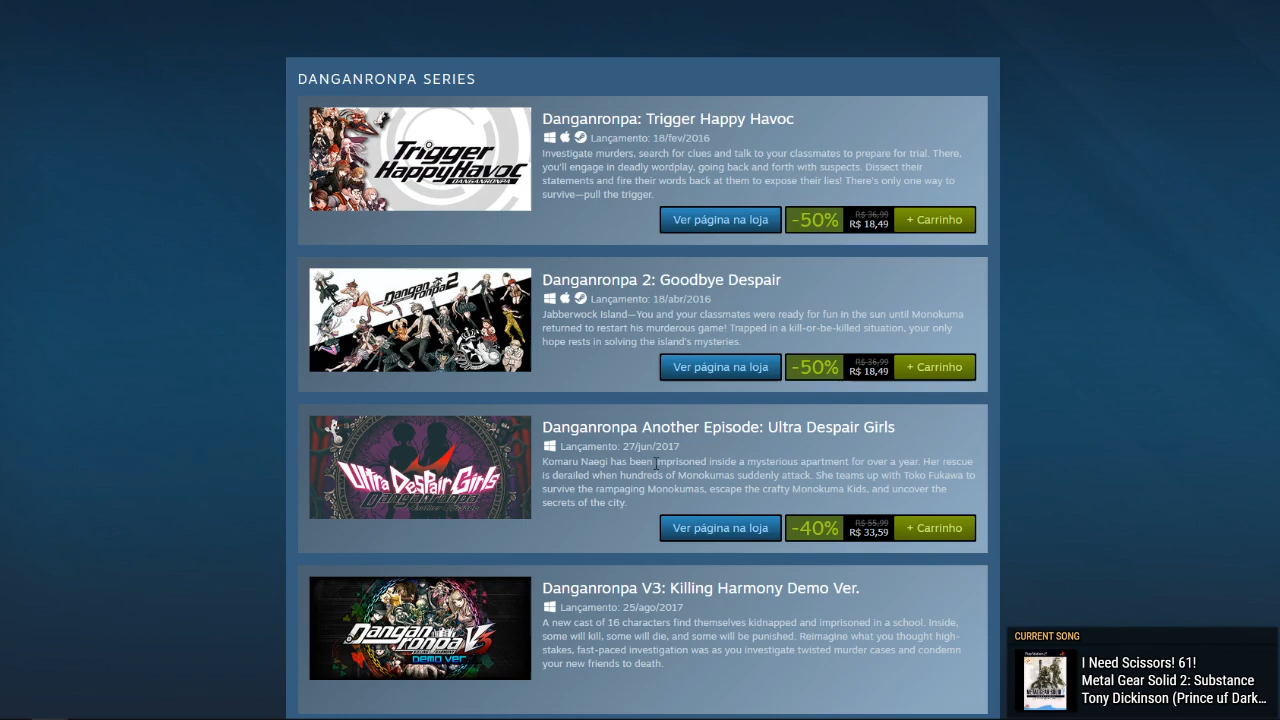 DANGANRONPA SERIES
Trigger
HappyHavoc
DANGANRONPA
Danganronpa: Trigger Happy Havoc
Lançamento: 18/fev/2016
Investigate murders, search for clues and talk to your classmates to prepare for trial. There,
you'll engage in deadly wordplay, going back and forth with suspects. Dissect their
statements and fire their words back at them to expose their lies! There's only one way to
survive—pull the trigger.
Ver página na loja
-50%
R$ 36,99
R$ 18,49
+ Carrinho
Dangan
ronpa 2
Danganronpa 2: Goodbye Despair
Lançamento: 18/abr/2016
Jabberwock Island—You and your classmates were ready for fun in the sun until Monokuma
returned to restart his murderous game! Trapped in a kill-or-be-killed situation, your only
hope rests in solving the island's mysteries.
Ver página na loja
-50%
R$ 36,99
R$ 18,49
+ Carrinho
Ultra Despair Girls
Danganronpa
Danganronpa Another Episode: Ultra Despair Girls
Lançamento: 27/jun/2017
Komaru Naegi has been imprisoned inside a mysterious apartment for over a year. Her rescue
is derailed when hundreds of Monokumas suddenly attack. She teams up with Toko Fukawa to
survive the rampaging Monokumas, escape the crafty Monokuma Kids, and uncover the
secrets of the city.
Ver página na loja
-40%
R$ 55,99
R$ 33,59
+ Carrinho
Dangan
ronpa V3
DEMO VER.
Danganronpa V3: Killing Harmony Demo Ver.
Lançamento: 25/ago/2017
A new cast of 16 characters find themselves kidnapped and imprisoned in a school. Inside,
some will kill, some will die, and some will be punished. Reimagine what you thought high-
stakes, fast-paced investigation was as you investigate twisted murder cases and condemn
your new friends to death.
CURRENT SONG
I Need Scissors! 61!
Metal Gear Solid 2: Substance
Tony Dickinson (Prince uf Dark...